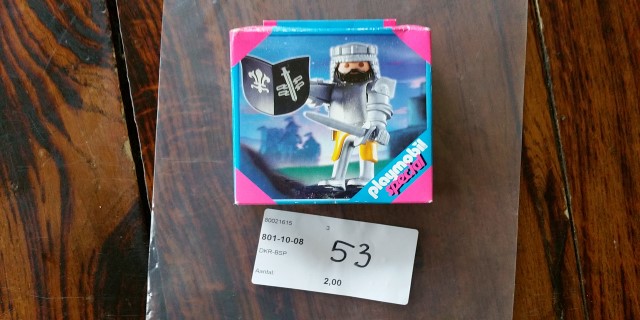 playmobil
special
60021615 3
801-10-08
DKR-BSP
53
Aantal
2,00